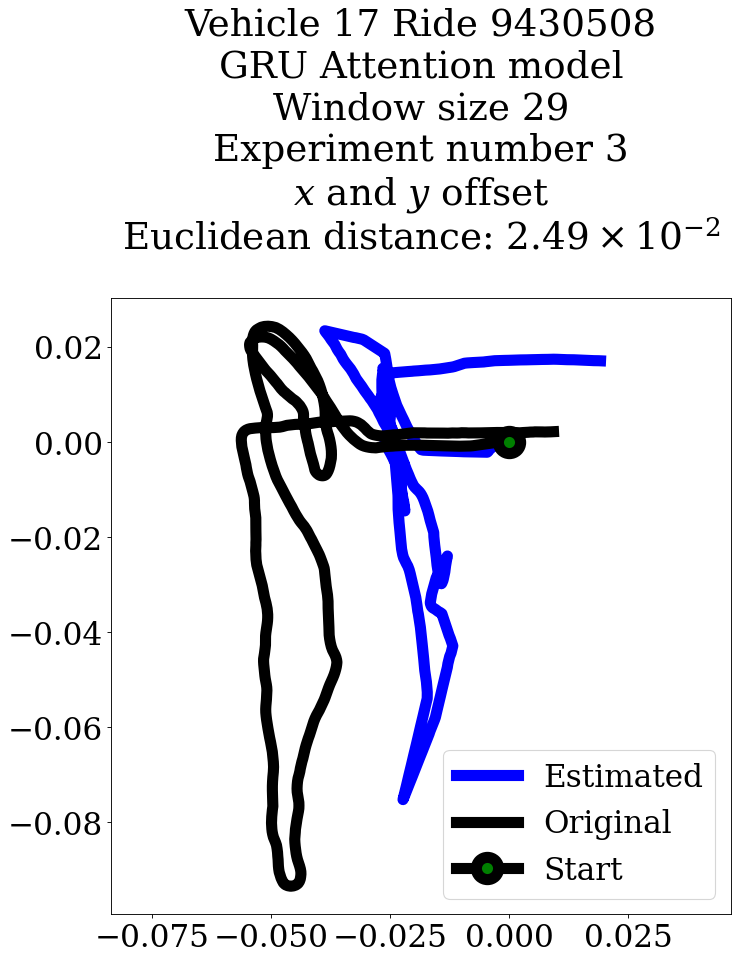 Vehicle 17 Ride 9430508
GRU Attention model
Window size 29
Experiment number 3
x and y offset
Euclidean distance: 2.49 × 10⁻²
0.02
0.00
−0.02
−0.04
−0.06
−0.08
Estimated
Original
Start
−0.075 −0.050 −0.025 0.000 0.025